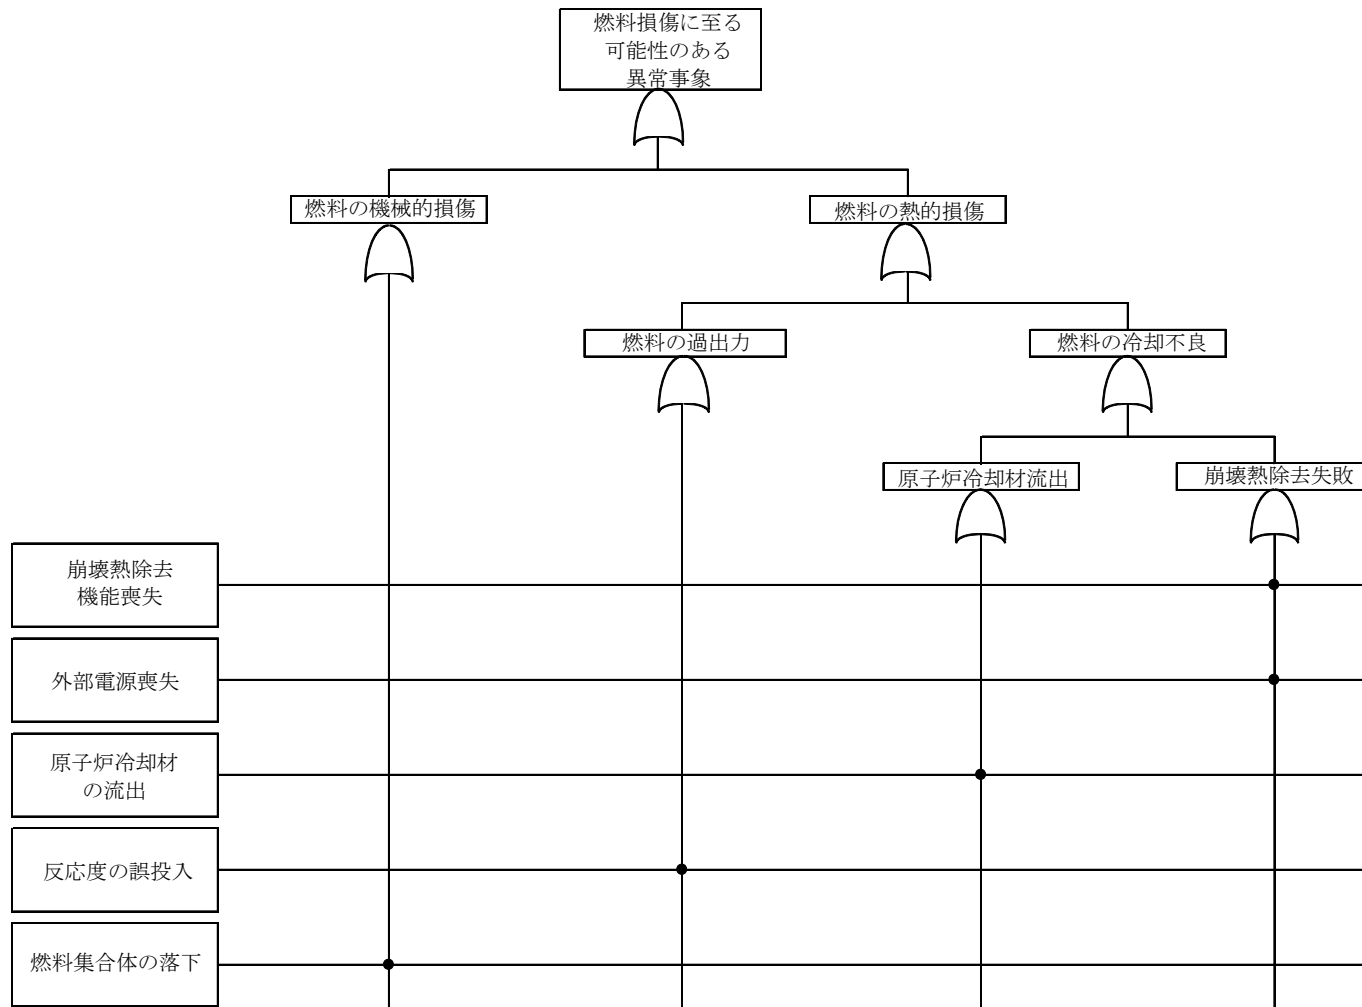 燃料損傷に至る
可能性のある
異常事象
燃料の機械的損傷
燃料の熱的損傷
燃料の過出力
燃料の冷却不良
原子炉冷却材流出
崩壊熱除去失敗
崩壊熱除去
機能喪失
外部電源喪失
原子炉冷却材
の流出
反応度の誤投入
燃料集合体の落下